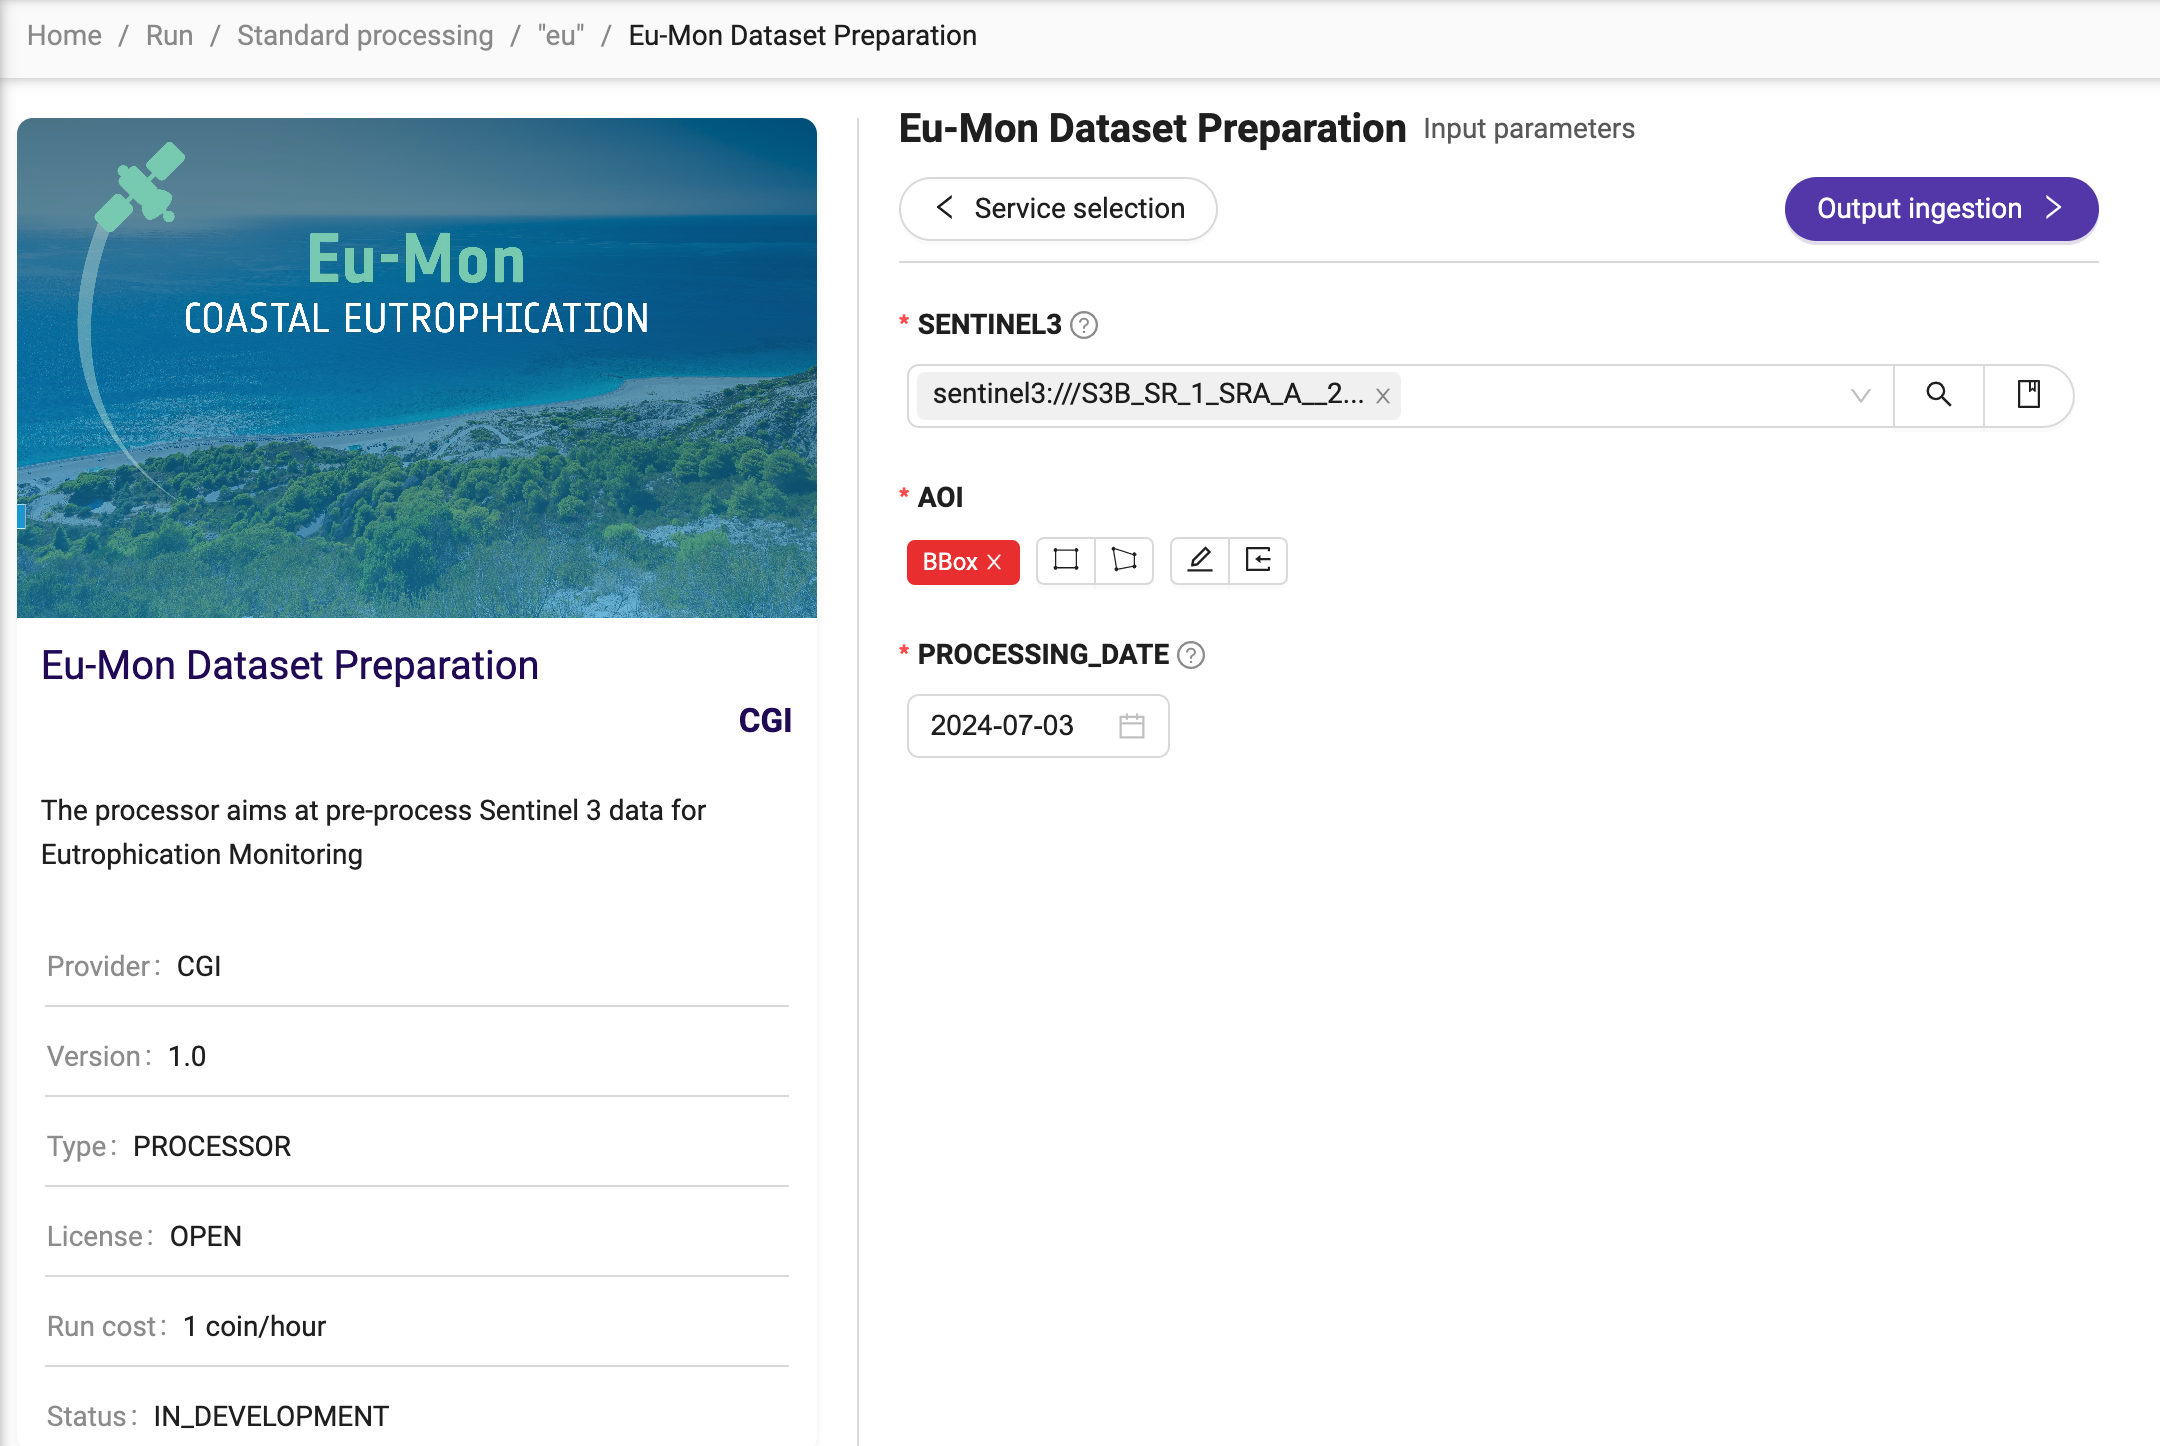 Home / Run / Standard processing / "eu" / Eu-Mon Dataset Preparation
Eu-Mon
COASTAL EUTROPHICATION
Eu-Mon Dataset Preparation
CGI
The processor aims at pre-process Sentinel 3 data for
Eutrophication Monitoring
Provider: CGI
Version: 1.0
Type: PROCESSOR
License: OPEN
Run cost: 1 coin/hour
Status: IN_DEVELOPMENT
Eu-Mon Dataset Preparation Input parameters
Service selection
Output ingestion
* SENTINEL3
sentinel3:///S3B_SR_1_SRA_A__2...
* AOI
BBox
* PROCESSING_DATE
2024-07-03